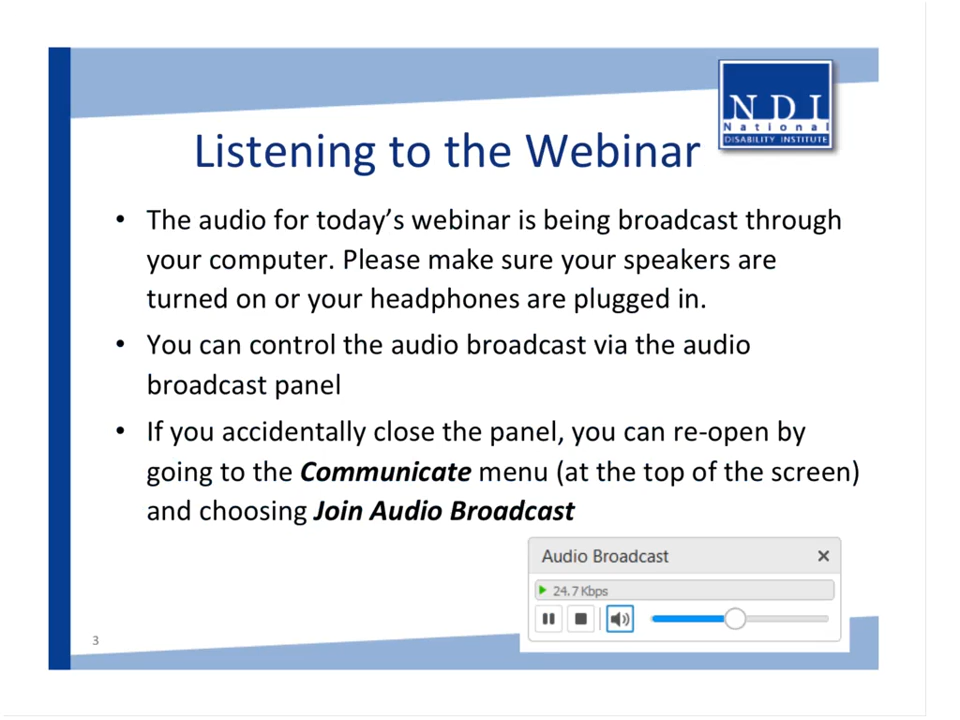 NDI
National
DISABILITY INSTITUTE
Listening to the Webinar
• The audio for today’s webinar is being broadcast through
your computer. Please make sure your speakers are
turned on or your headphones are plugged in.
• You can control the audio broadcast via the audio
broadcast panel
• If you accidentally close the panel, you can re-open by
going to the Communicate menu (at the top of the screen)
and choosing Join Audio Broadcast
Audio Broadcast
24.7 Kbps
3